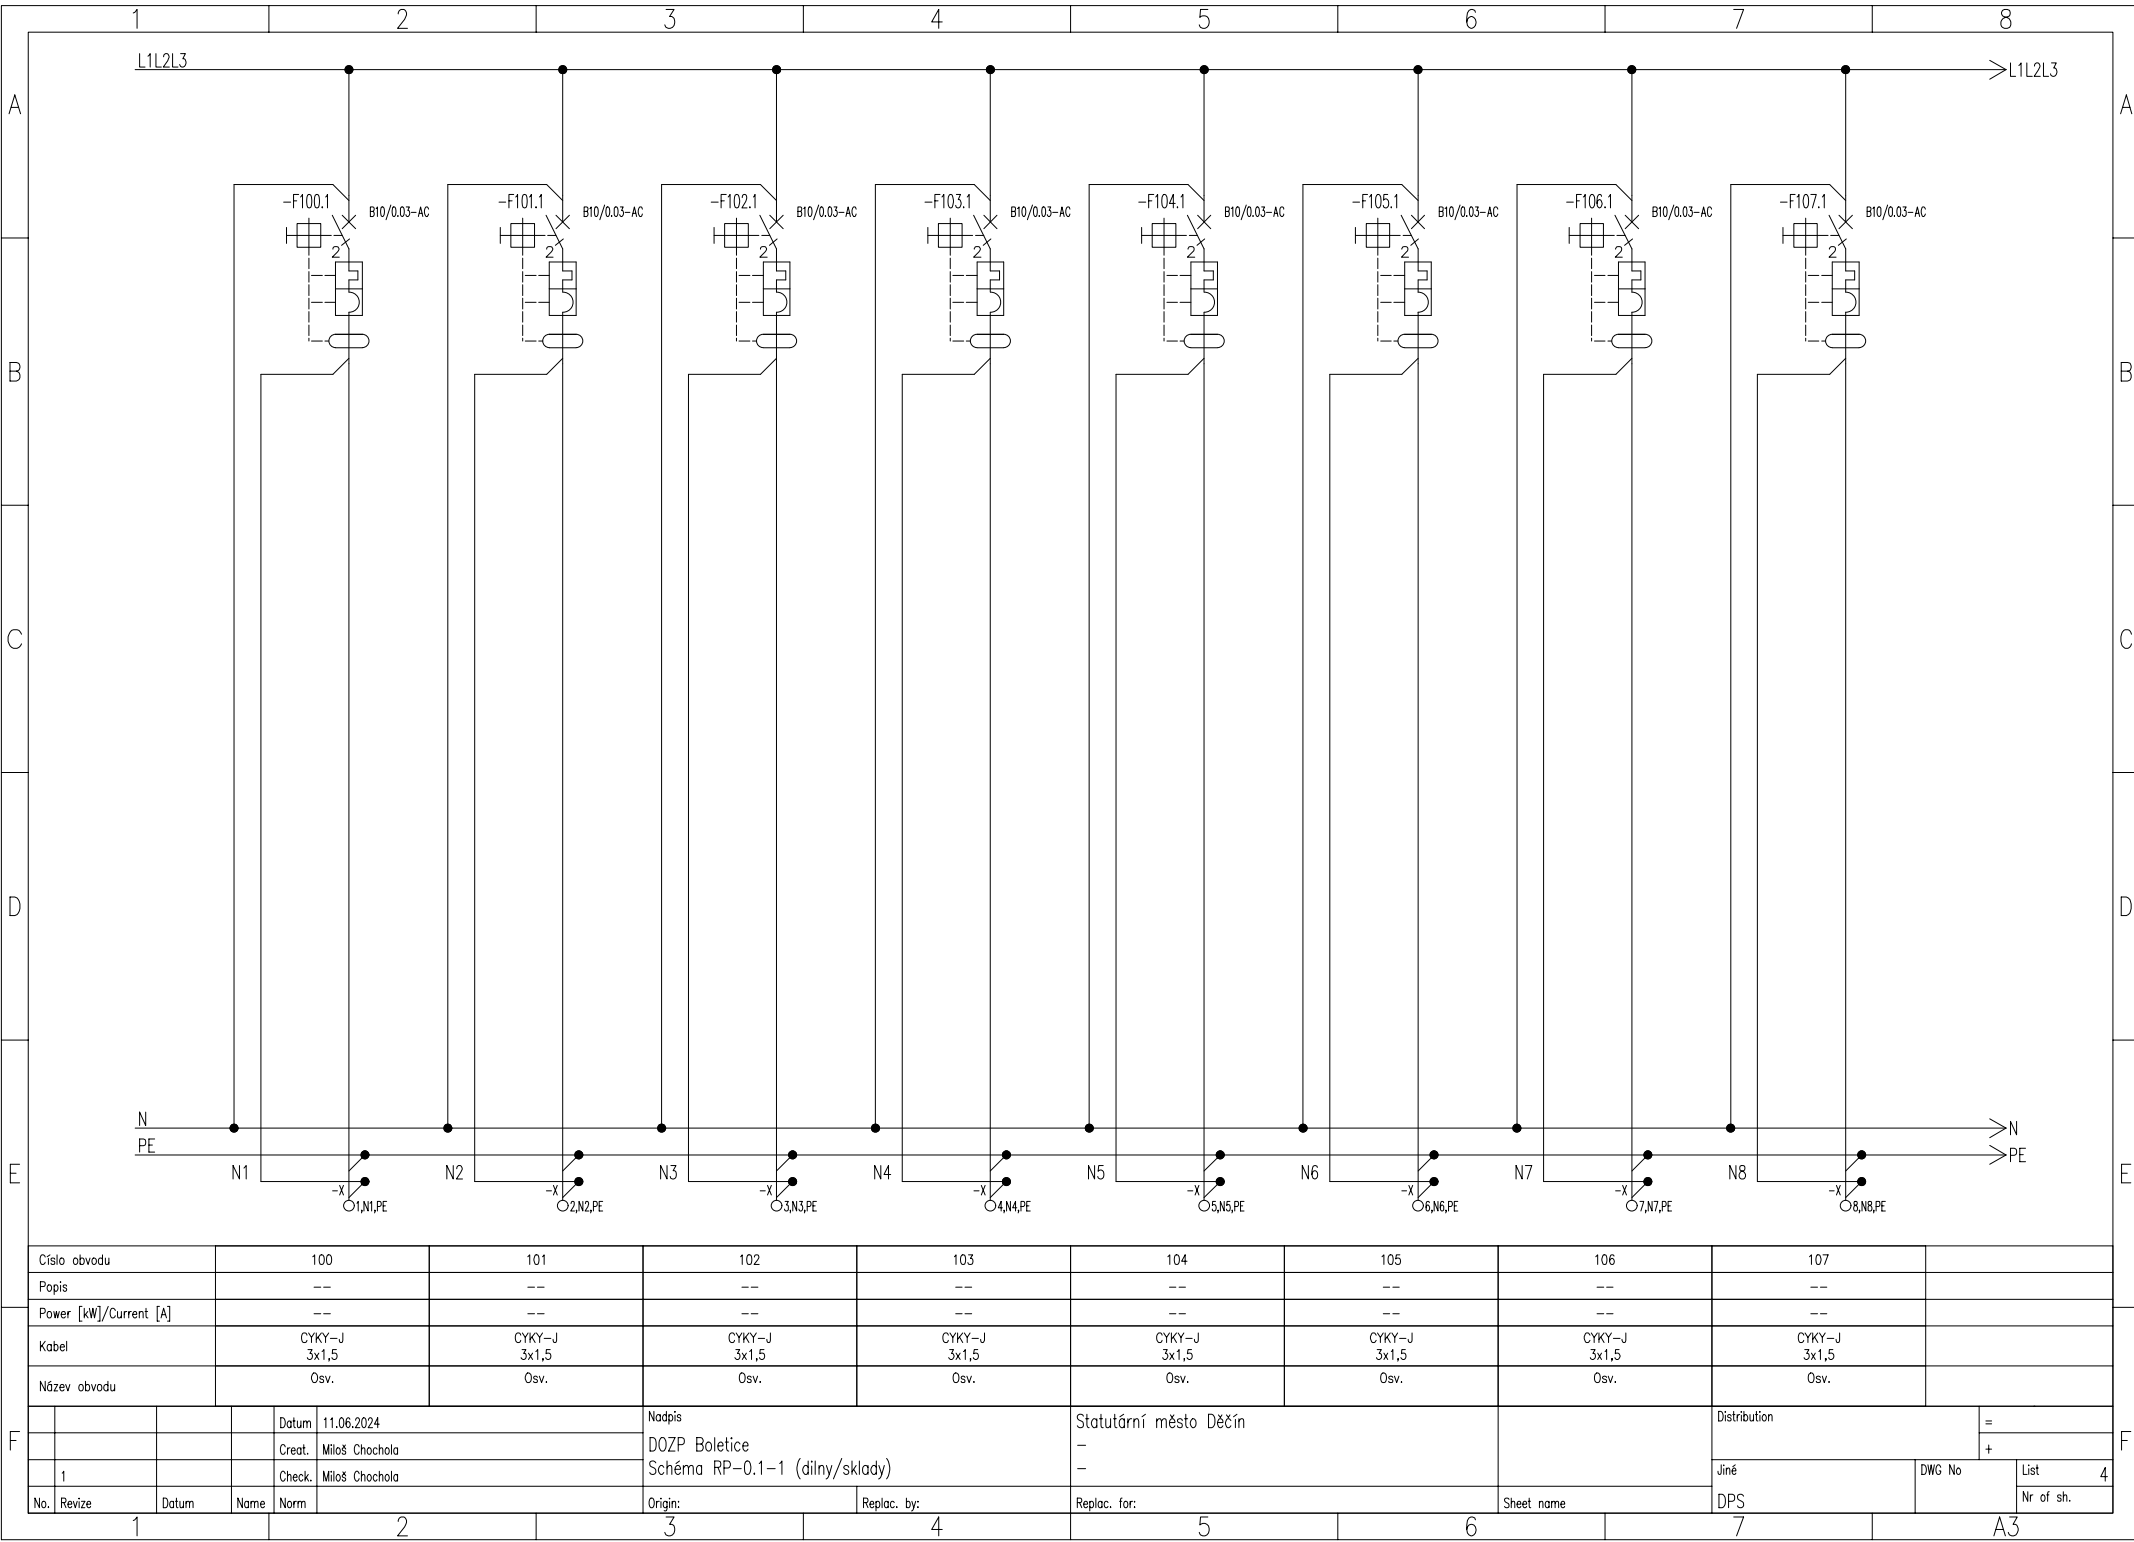 1 2 3 4 5 6 7 8
L1L2L3 L1L2L3
A A
-F100.1 B10/0.03-AC -F101.1 B10/0.03-AC -F102.1 B10/0.03-AC -F103.1 B10/0.03-AC -F104.1 B10/0.03-AC -F105.1 B10/0.03-AC -F106.1 B10/0.03-AC -F107.1 B10/0.03-AC
2 2 2 2 2 2 2 2
B B
C C
D D
N N
PE PE
E N1 N2 N3 N4 N5 N6 N7 N8 E
-X -X -X -X -X -X -X -X
1,N1,PE 2,N2,PE 3,N3,PE 4,N4,PE 5,N5,PE 6,N6,PE 7,N7,PE 8,N8,PE
Císlo obvodu 100 101 102 103 104 105 106 107
Popis -- -- -- -- -- -- -- --
Power [kW]/Current [A] -- -- -- -- -- -- -- --
Kabel CYKY-J CYKY-J CYKY-J CYKY-J CYKY-J CYKY-J CYKY-J CYKY-J
3x1,5 3x1,5 3x1,5 3x1,5 3x1,5 3x1,5 3x1,5 3x1,5
Název obvodu Osv. Osv. Osv. Osv. Osv. Osv. Osv. Osv.
Datum 11.06.2024 Nadpis Statutární město Děčín Distribution =
F Creat. Miloš Chochola DOZP Boletice - + F
1 Check. Miloš Chochola Schéma RP-0.1-1 (dilny/sklady) - Jiné DWG No List 4
No. Revize Datum Name Norm Origin: Replac. by: Replac. for: Sheet name DPS Nr of sh.
1 2 3 4 5 6 7 A3